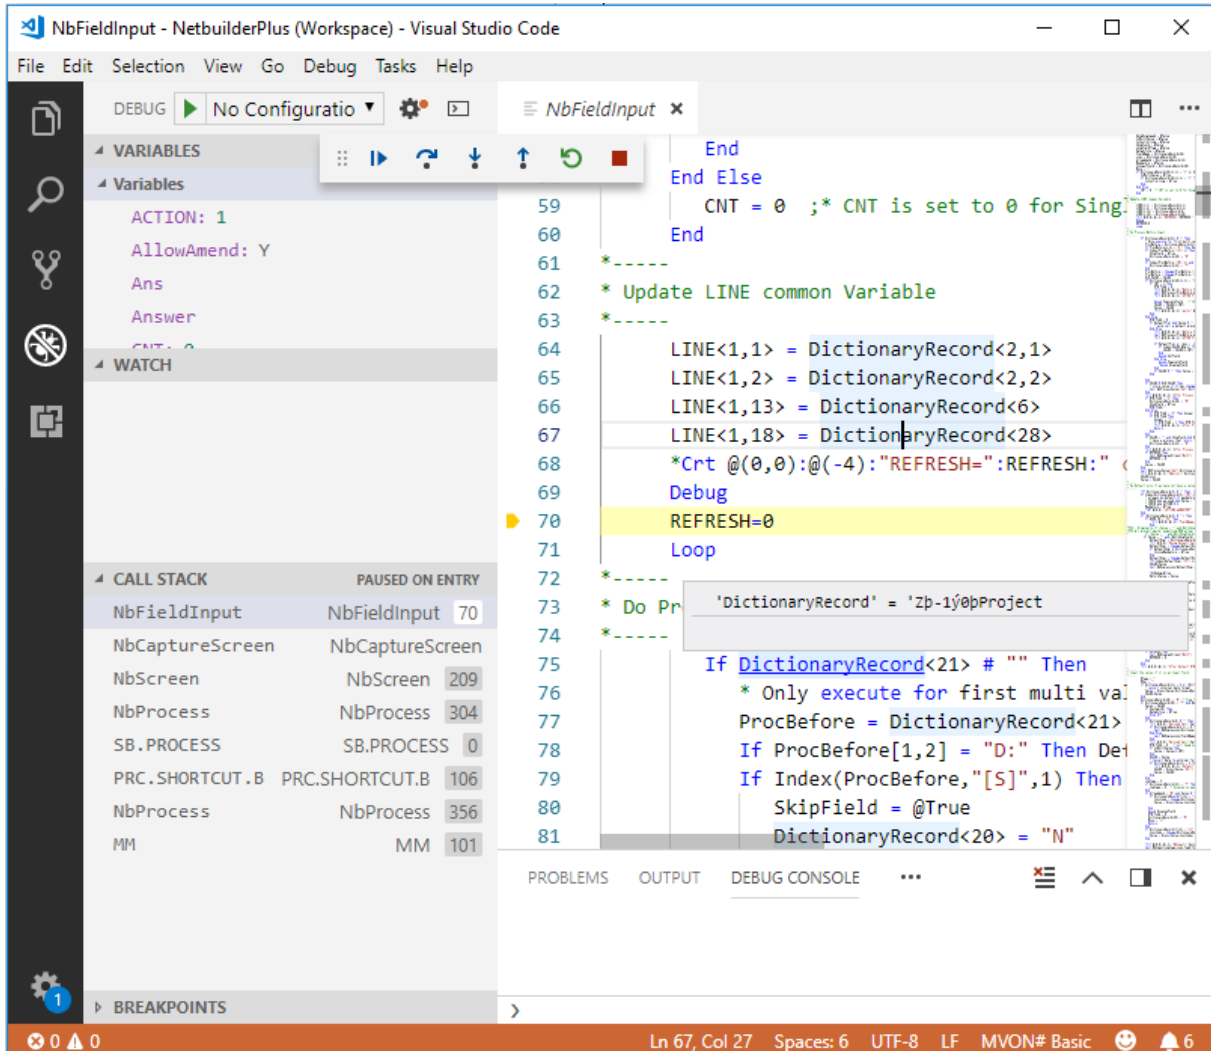 NbFieldInput - NetbuilderPlus (Workspace) - Visual Studio Code
File Edit Selection View Go Debug Tasks Help
DEBUG No Configuratio
NbFieldInput
VARIABLES
Variables
ACTION: 1
AllowAmend: Y
Ans
Answer
CNT: 0
WATCH
CALL STACK PAUSED ON ENTRY
NbFieldInput NbFieldInput 70
NbCaptureScreen NbCaptureScreen
NbScreen NbScreen 209
NbProcess NbProcess 304
SB.PROCESS SB.PROCESS 0
PRC.SHORTCUT.B PRC.SHORTCUT.B 106
NbProcess NbProcess 356
MM MM 101
BREAKPOINTS
End
End Else
59 CNT = 0 ;* CNT is set to 0 for Sing
60 End
61 *-----
62 * Update LINE common Variable
63 *-----
64 LINE<1,1> = DictionaryRecord<2,1>
65 LINE<1,2> = DictionaryRecord<2,2>
66 LINE<1,13> = DictionaryRecord<6>
67 LINE<1,18> = DictionaryRecord<28>
68 *Crt @(0,0):@(-4):"REFRESH=":REFRESH:"
69 Debug
70 REFRESH=0
71 Loop
72 *-----
73 * Do Pr
'DictionaryRecord' = 'Zþ-1ý0þProject
74 *-----
75 If DictionaryRecord<21> # "" Then
76 * Only execute for first multi val
77 ProcBefore = DictionaryRecord<21>
78 If ProcBefore[1,2] = "D:" Then Def
79 If Index(ProcBefore,"[S]",1) Then
80 SkipField = @True
81 DictionaryRecord<20> = "N"
PROBLEMS OUTPUT DEBUG CONSOLE
1
0 0 Ln 67, Col 27 Spaces: 6 UTF-8 LF MVON# Basic 6